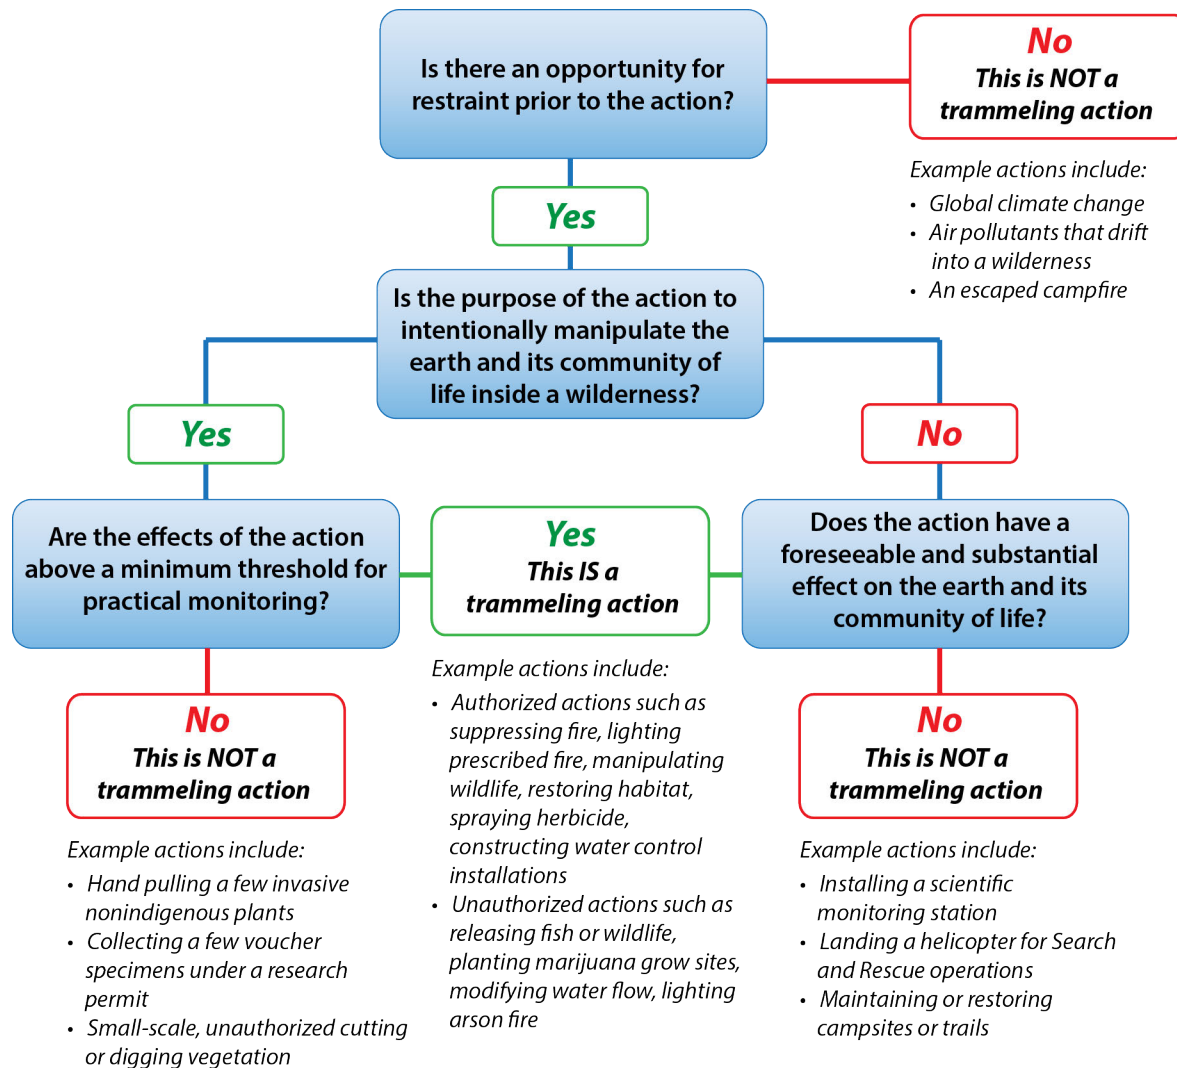 Is there an opportunity for
restraint prior to the action?
No
This is NOT a
trammeling action
Example actions include:
• Global climate change
• Air pollutants that drift
into a wilderness
• An escaped campfire
Yes
Is the purpose of the action to
intentionally manipulate the
earth and its community of
life inside a wilderness?
Yes
No
Are the effects of the action
above a minimum threshold for
practical monitoring?
Yes
This IS a
trammeling action
Does the action have a
foreseeable and substantial
effect on the earth and its
community of life?
No
This is NOT a
trammeling action
Example actions include:
• Hand pulling a few invasive
nonindigenous plants
• Collecting a few voucher
specimens under a research
permit
• Small-scale, unauthorized cutting
or digging vegetation
Example actions include:
• Authorized actions such as
suppressing fire, lighting
prescribed fire, manipulating
wildlife, restoring habitat,
spraying herbicide,
constructing water control
installations
• Unauthorized actions such as
releasing fish or wildlife,
planting marijuana grow sites,
modifying water flow, lighting
arson fire
No
This is NOT a
trammeling action
Example actions include:
• Installing a scientific
monitoring station
• Landing a helicopter for Search
and Rescue operations
• Maintaining or restoring
campsites or trails